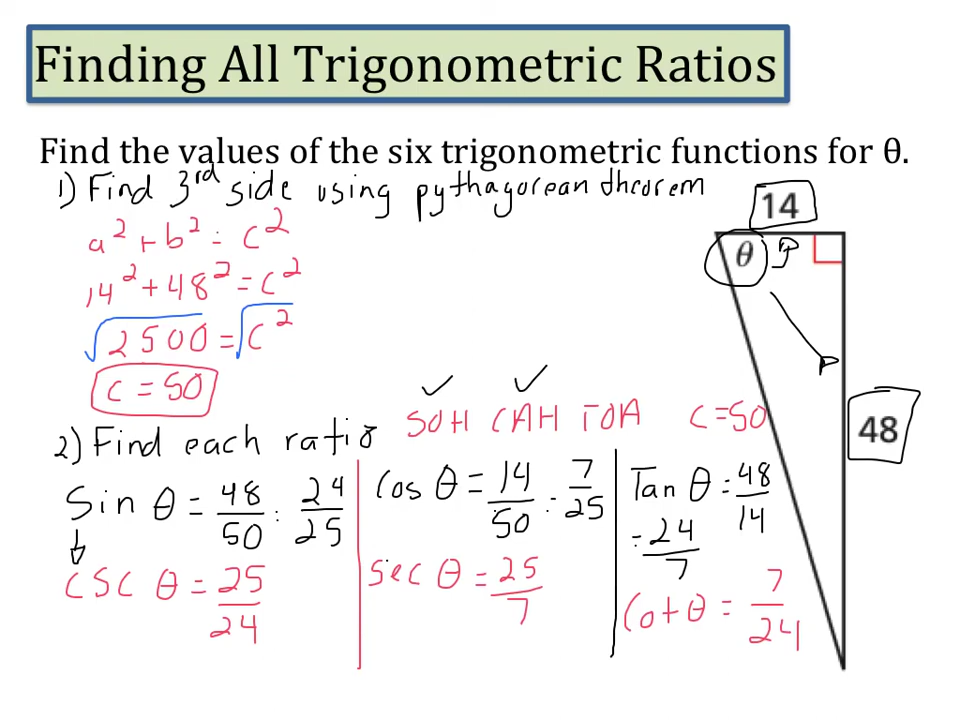 Finding All Trigonometric Ratios
Find the values of the six trigonometric functions for θ.
1) Find 3rd side using pythagorean theorem
14
a² + b² = c²
θ
14² + 48² = c²
√2500 = √c²
c = 50
SOH CAH TOA c=50
48
2) Find each ratio
Sin θ = 48/50 = 24/25
Cos θ = 14/50 = 7/25
Tan θ = 48/14
= 24/7
CSC θ = 25/24
Sec θ = 25/7
Cot θ = 7/24